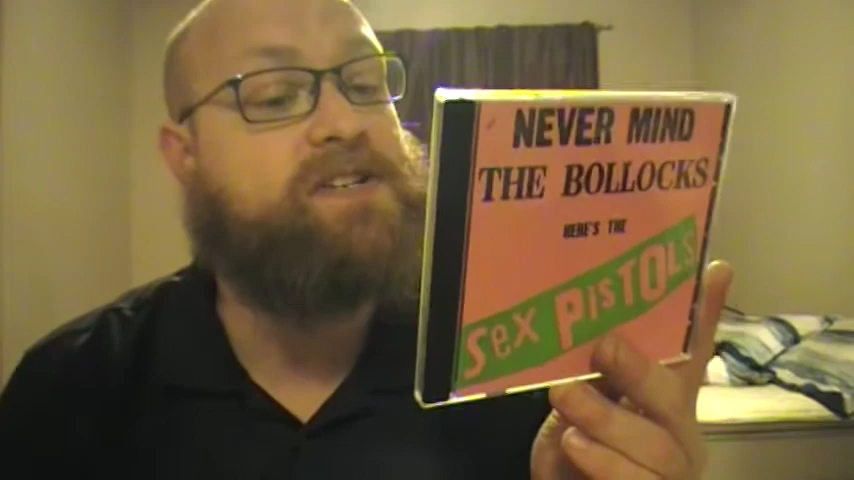 NEVER MIND
THE BOLLOCKS
HERE'S THE
Sex PisTOLS